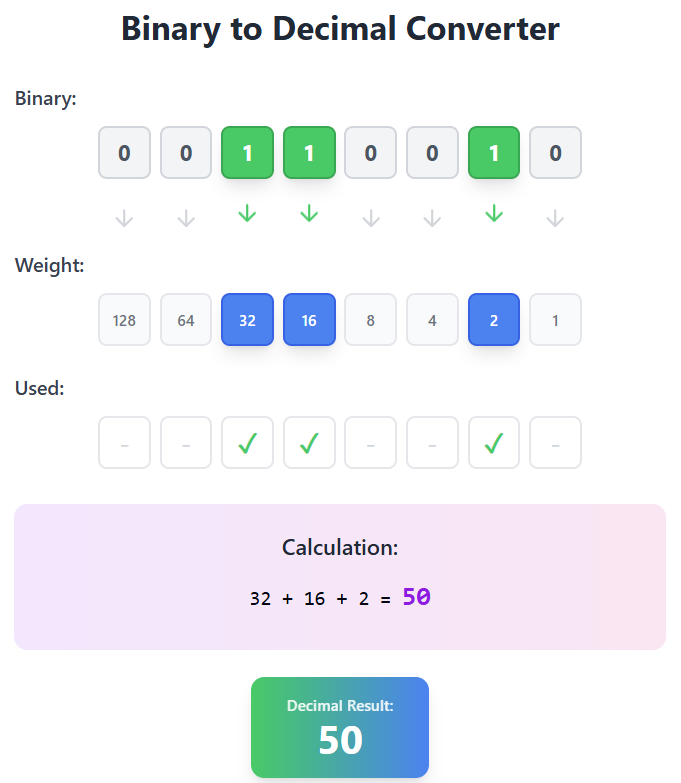 Binary to Decimal Converter
Binary:
0 0 1 1 0 0 1 0
↓ ↓ ↓ ↓ ↓ ↓ ↓ ↓
Weight:
128 64 32 16 8 4 2 1
Used:
- - ✓ ✓ - - ✓ -
Calculation:
32 + 16 + 2 = 50
Decimal Result:
50